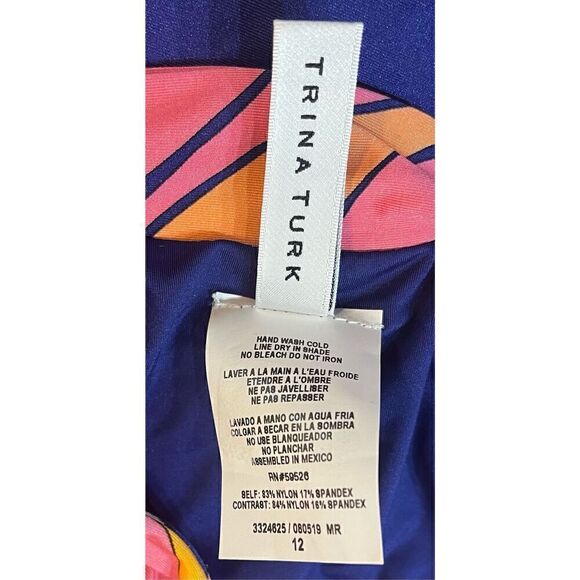 TRINA TURK
HAND WASH COLD
LINE DRY IN SHADE
NO BLEACH DO NOT IRON
LAVER A LA MAIN A L'EAU FROIDE
ETENDRE A L'OMBRE
NE PAS JAVELLISER
NE PAS REPASSER
LAVADO A MANO CON AGUA FRIA
COLGAR A SECAR EN LA SOMBRA
NO USE BLANQUEADOR
NO PLANCHAR
ASSEMBLED IN MEXICO
RN#59526
SELF: 83% NYLON 17% SPANDEX
CONTRAST: 84% NYLON 16% SPANDEX
3324625 / 080519 MR
12